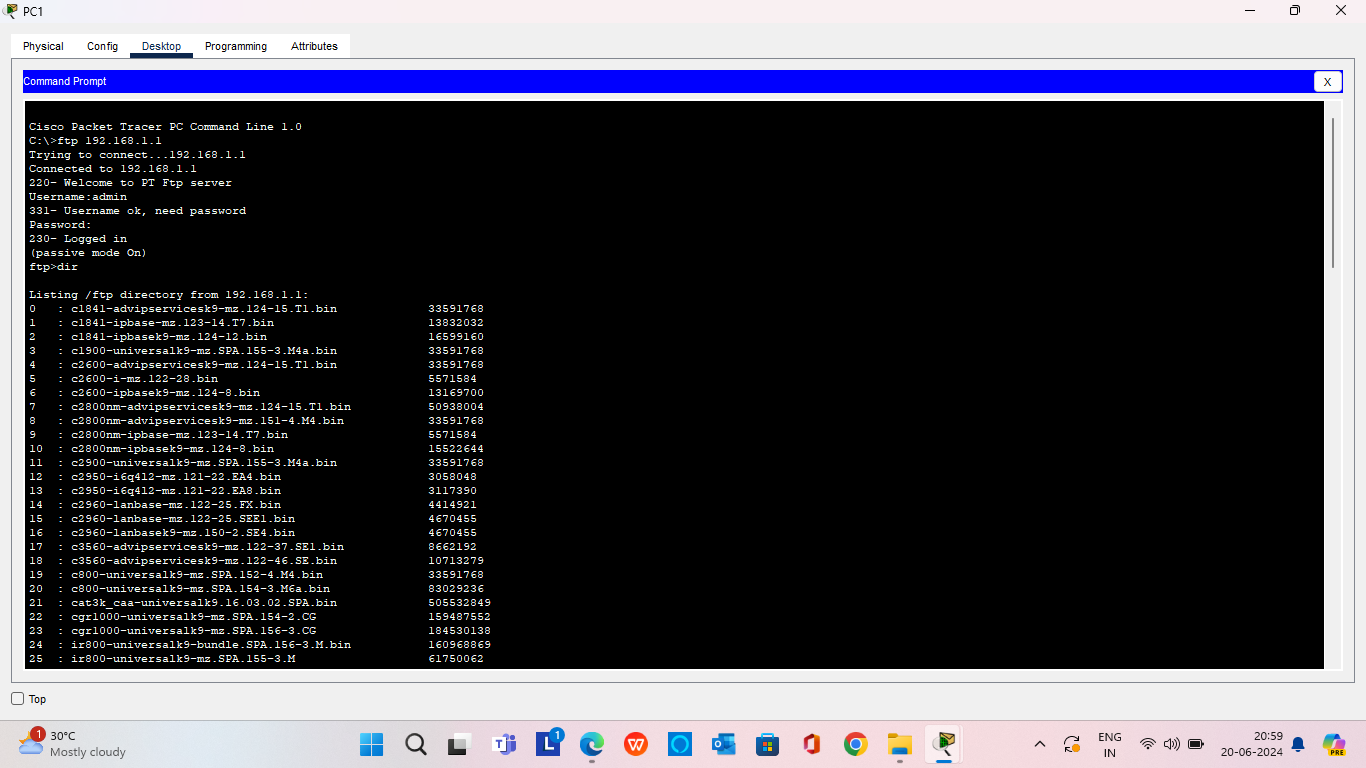 PC1
Physical Config Desktop Programming Attributes
Command Prompt X
Cisco Packet Tracer PC Command Line 1.0
C:\>ftp 192.168.1.1
Trying to connect...192.168.1.1
Connected to 192.168.1.1
220- Welcome to PT Ftp server
Username:admin
331- Username ok, need password
Password:
230- Logged in
(passive mode On)
ftp>dir
Listing /ftp directory from 192.168.1.1:
0 : c1841-advipservicesk9-mz.124-15.T1.bin 33591768
1 : c1841-ipbase-mz.123-14.T7.bin 13832032
2 : c1841-ipbasek9-mz.124-12.bin 16599160
3 : c1900-universalk9-mz.SPA.155-3.M4a.bin 33591768
4 : c2600-advipservicesk9-mz.124-15.T1.bin 33591768
5 : c2600-i-mz.122-28.bin 5571584
6 : c2600-ipbasek9-mz.124-8.bin 13169700
7 : c2800nm-advipservicesk9-mz.124-15.T1.bin 50938004
8 : c2800nm-advipservicesk9-mz.151-4.M4.bin 33591768
9 : c2800nm-ipbase-mz.123-14.T7.bin 5571584
10 : c2800nm-ipbasek9-mz.124-8.bin 15522644
11 : c2900-universalk9-mz.SPA.155-3.M4a.bin 33591768
12 : c2950-i6q4l2-mz.121-22.EA4.bin 3058048
13 : c2950-i6q4l2-mz.121-22.EA8.bin 3117390
14 : c2960-lanbase-mz.122-25.FX.bin 4414921
15 : c2960-lanbase-mz.122-25.SEE1.bin 4670455
16 : c2960-lanbasek9-mz.150-2.SE4.bin 4670455
17 : c3560-advipservicesk9-mz.122-37.SE1.bin 8662192
18 : c3560-advipservicesk9-mz.122-46.SE.bin 10713279
19 : c800-universalk9-mz.SPA.152-4.M4.bin 33591768
20 : c800-universalk9-mz.SPA.154-3.M6a.bin 83029236
21 : cat3k_caa-universalk9.16.03.02.SPA.bin 505532849
22 : cgr1000-universalk9-mz.SPA.154-2.CG 159487552
23 : cgr1000-universalk9-mz.SPA.156-3.CG 184530138
24 : ir800-universalk9-bundle.SPA.156-3.M.bin 160968869
25 : ir800-universalk9-mz.SPA.155-3.M 61750062
Top
1 30°C
Mostly cloudy
T L 1 W
ENG
IN
20:59
20-06-2024
PRE